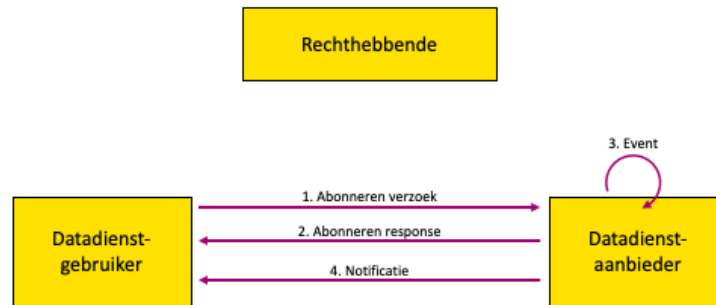 Rechthebbende
3. Event
1. Abonneren verzoek
2. Abonneren response
4. Notificatie
Datadienst-
gebruiker
Datadienst-
aanbieder